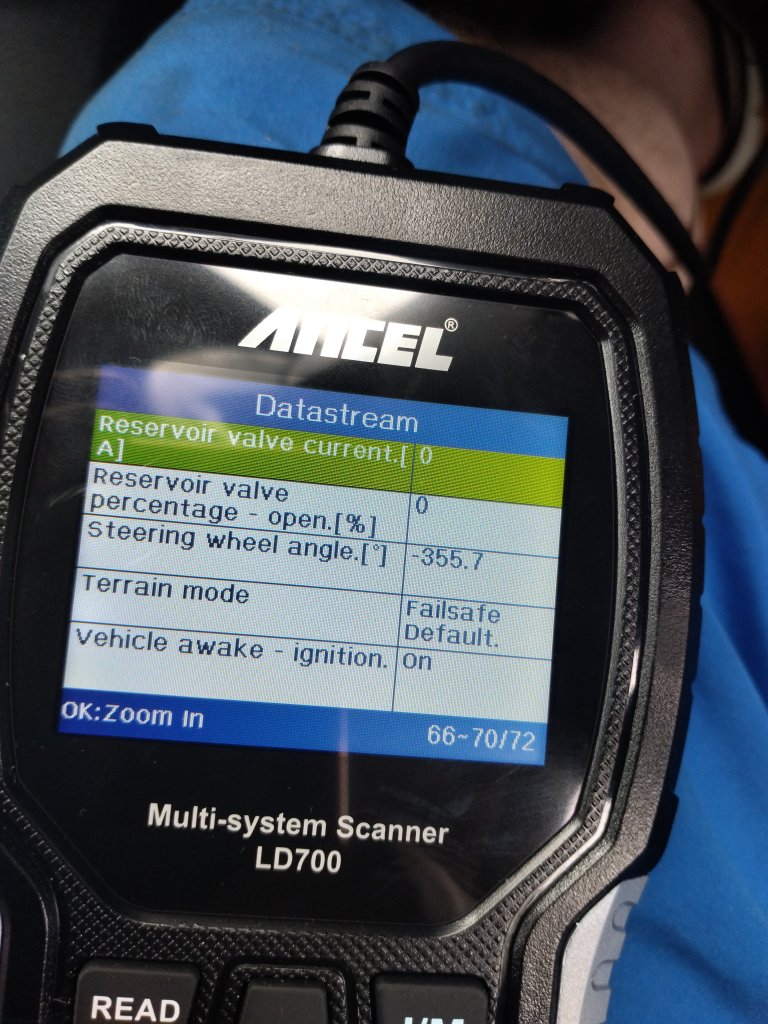 ANCEL®
Datastream
Reservoir valve current.[ 0
A]
Reservoir valve 0
percentage - open.[%]
Steering wheel angle.[°] -355.7
Terrain mode Failsafe
Default.
Vehicle awake - ignition. on
OK:Zoom In 66~70/72
Multi-system Scanner
LD700
READ
I/M